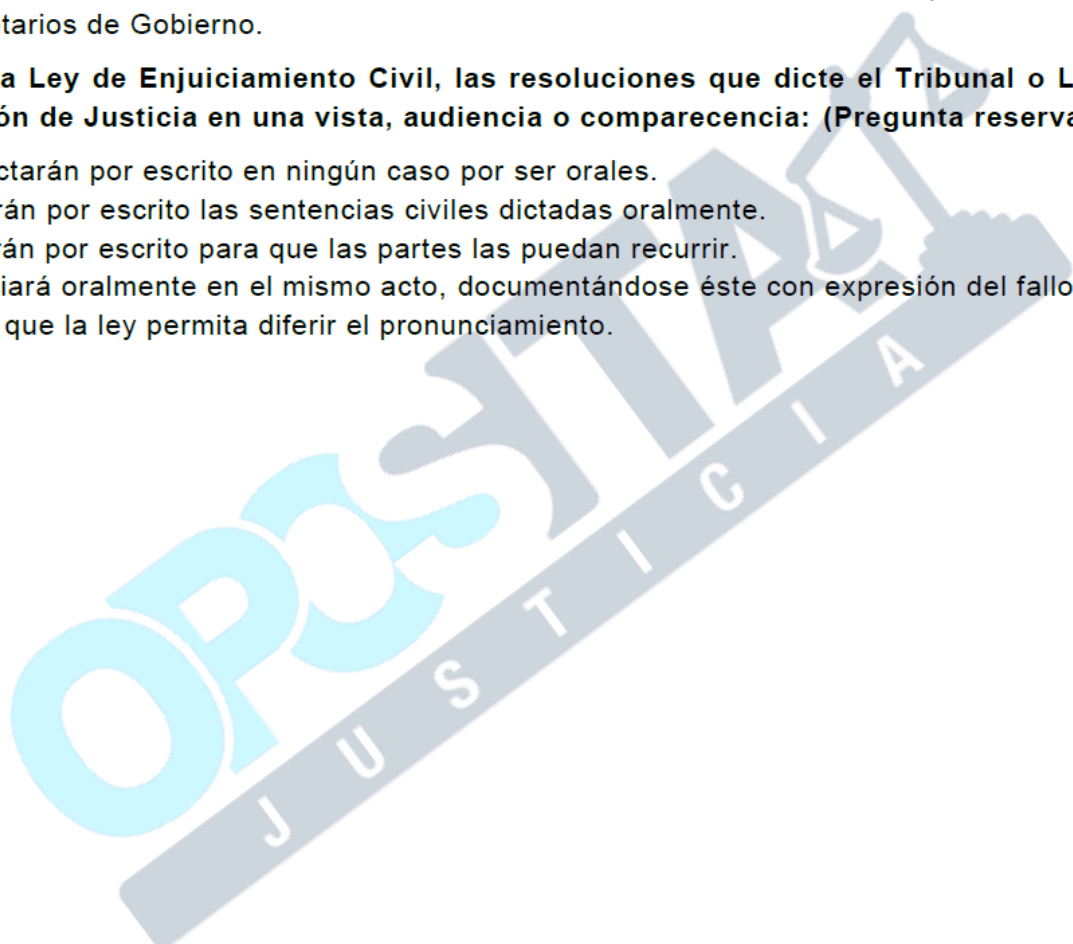 tarios de Gobierno.
a Ley de Enjuiciamiento Civil, las resoluciones que dicte el Tribunal o L
ón de Justicia en una vista, audiencia o comparecencia: (Pregunta reserva
ctarán por escrito en ningún caso por ser orales.
rán por escrito las sentencias civiles dictadas oralmente.
rán por escrito para que las partes las puedan recurrir.
iará oralmente en el mismo acto, documentándose éste con expresión del fallo
que la ley permita diferir el pronunciamiento.
OPOSITA
JUSTICIA